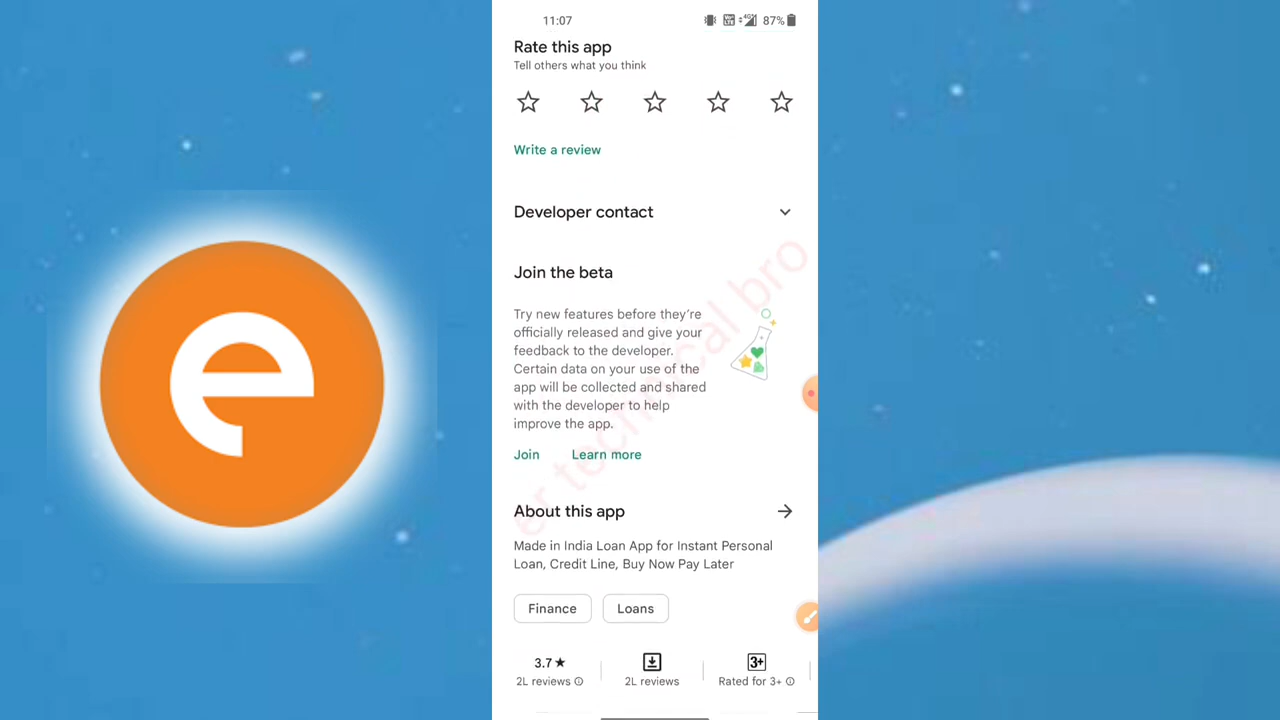 11:07
4G+
87%
Rate this app
Tell others what you think
Write a review
Developer contact
Join the beta
Try new features before they're
officially released and give your
feedback to the developer.
Certain data on your use of the
app will be collected and shared
with the developer to help
improve the app.
Join Learn more
er technical bro
About this app
Made in India Loan App for Instant Personal
Loan, Credit Line, Buy Now Pay Later
Finance Loans
3.7★ 3+
2L reviews 2L reviews Rated for 3+
e